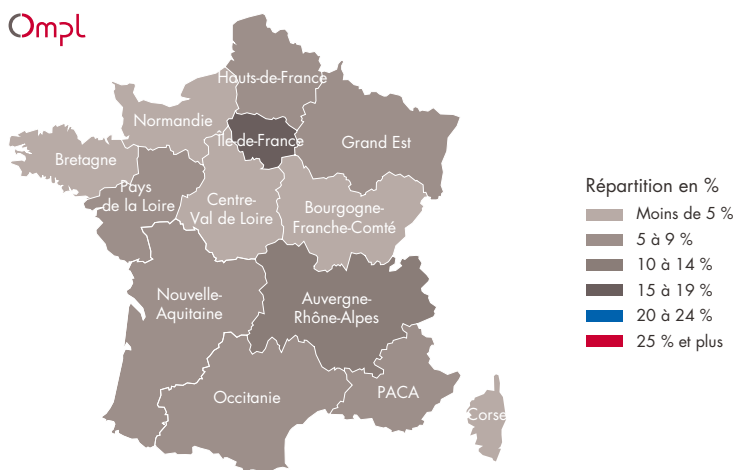 Ompl
Hauts-de-France
Normandie
Île-de-France
Grand Est
Bretagne
Pays
de la Loire
Centre-
Val de Loire
Bourgogne-
Franche-Comté
Nouvelle-
Aquitaine
Auvergne-
Rhône-Alpes
Occitanie
PACA
Corse
Répartition en %
Moins de 5 %
5 à 9 %
10 à 14 %
15 à 19 %
20 à 24 %
25 % et plus